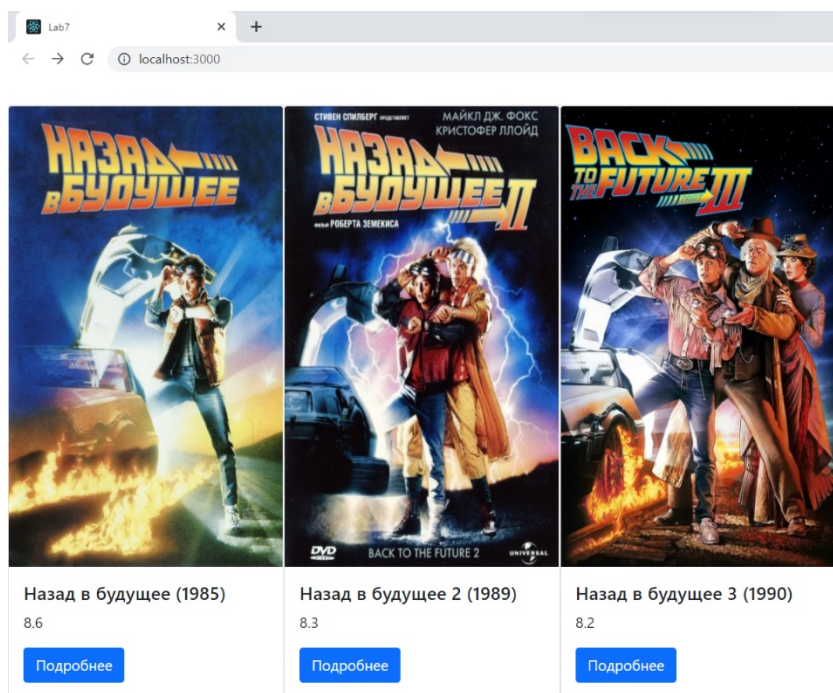 Lab7
localhost:3000
НАЗАД
В БУДУЩЕЕ
СТИВЕН СПИЛБЕРГ ПРЕДСТАВЛЯЕТ
МАЙКЛ ДЖ. ФОКС
КРИСТОФЕР ЛЛОЙД
НАЗАД
В БУДУЩЕЕ II
ФИЛЬМ РОБЕРТА ЗЕМЕКИСА
DVD
BACK TO THE FUTURE 2
UNIVERSAL
BACK
TO THE FUTURE III
Назад в будущее (1985)
8.6
Подробнее
Назад в будущее 2 (1989)
8.3
Подробнее
Назад в будущее 3 (1990)
8.2
Подробнее